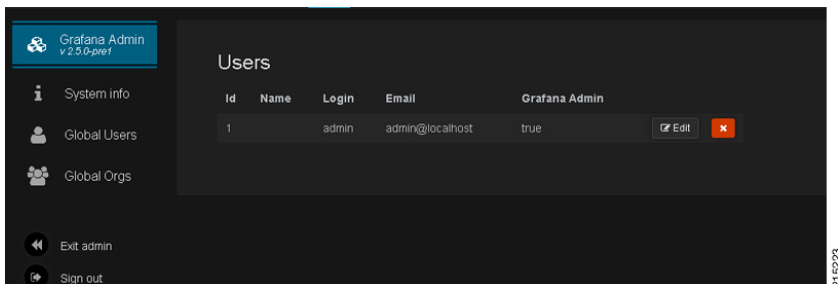 Grafana Admin
v 2.5.0-pre1
System info
Global Users
Global Orgs
Exit admin
Sign out
Users
Id Name Login Email Grafana Admin
1 admin admin@localhost true Edit